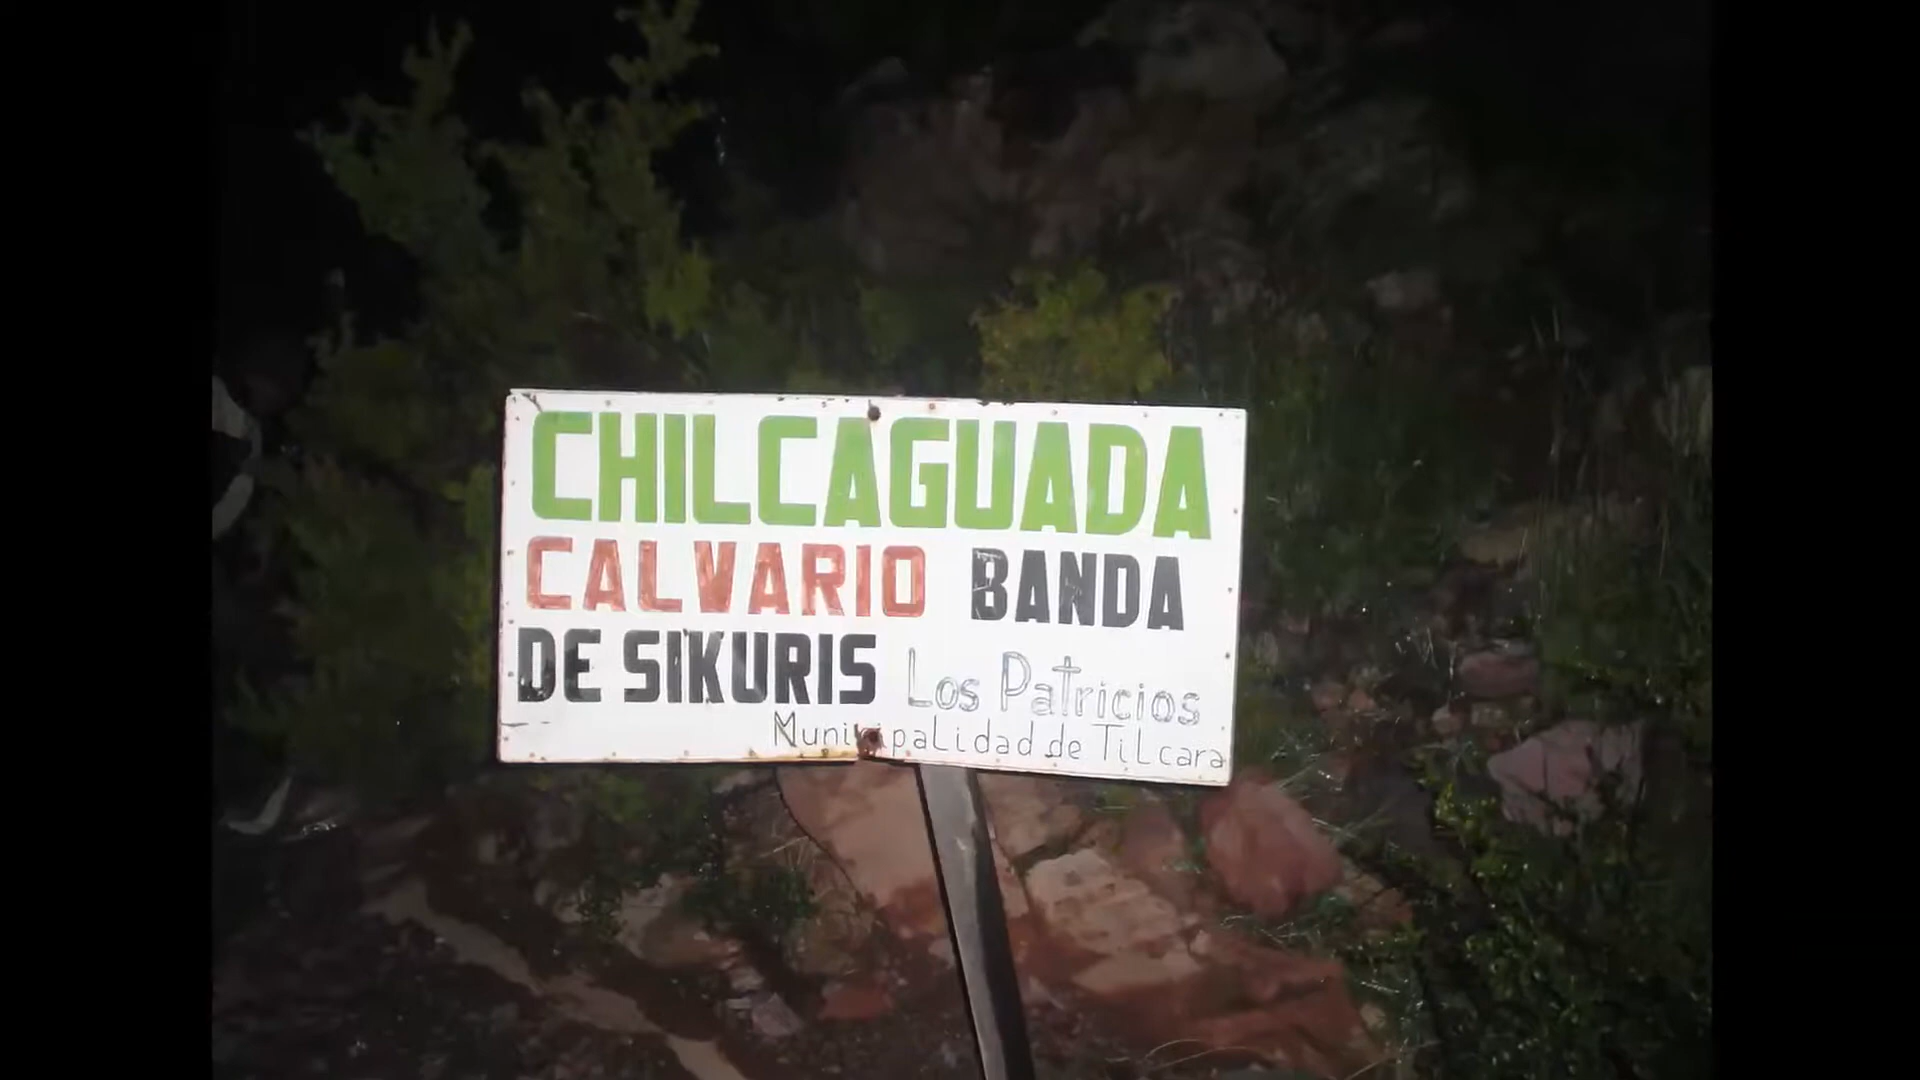 CHILCAGUADA
CALVARIO BANDA
DE SIKURIS Los Patricios
Municipalidad de TiLcara